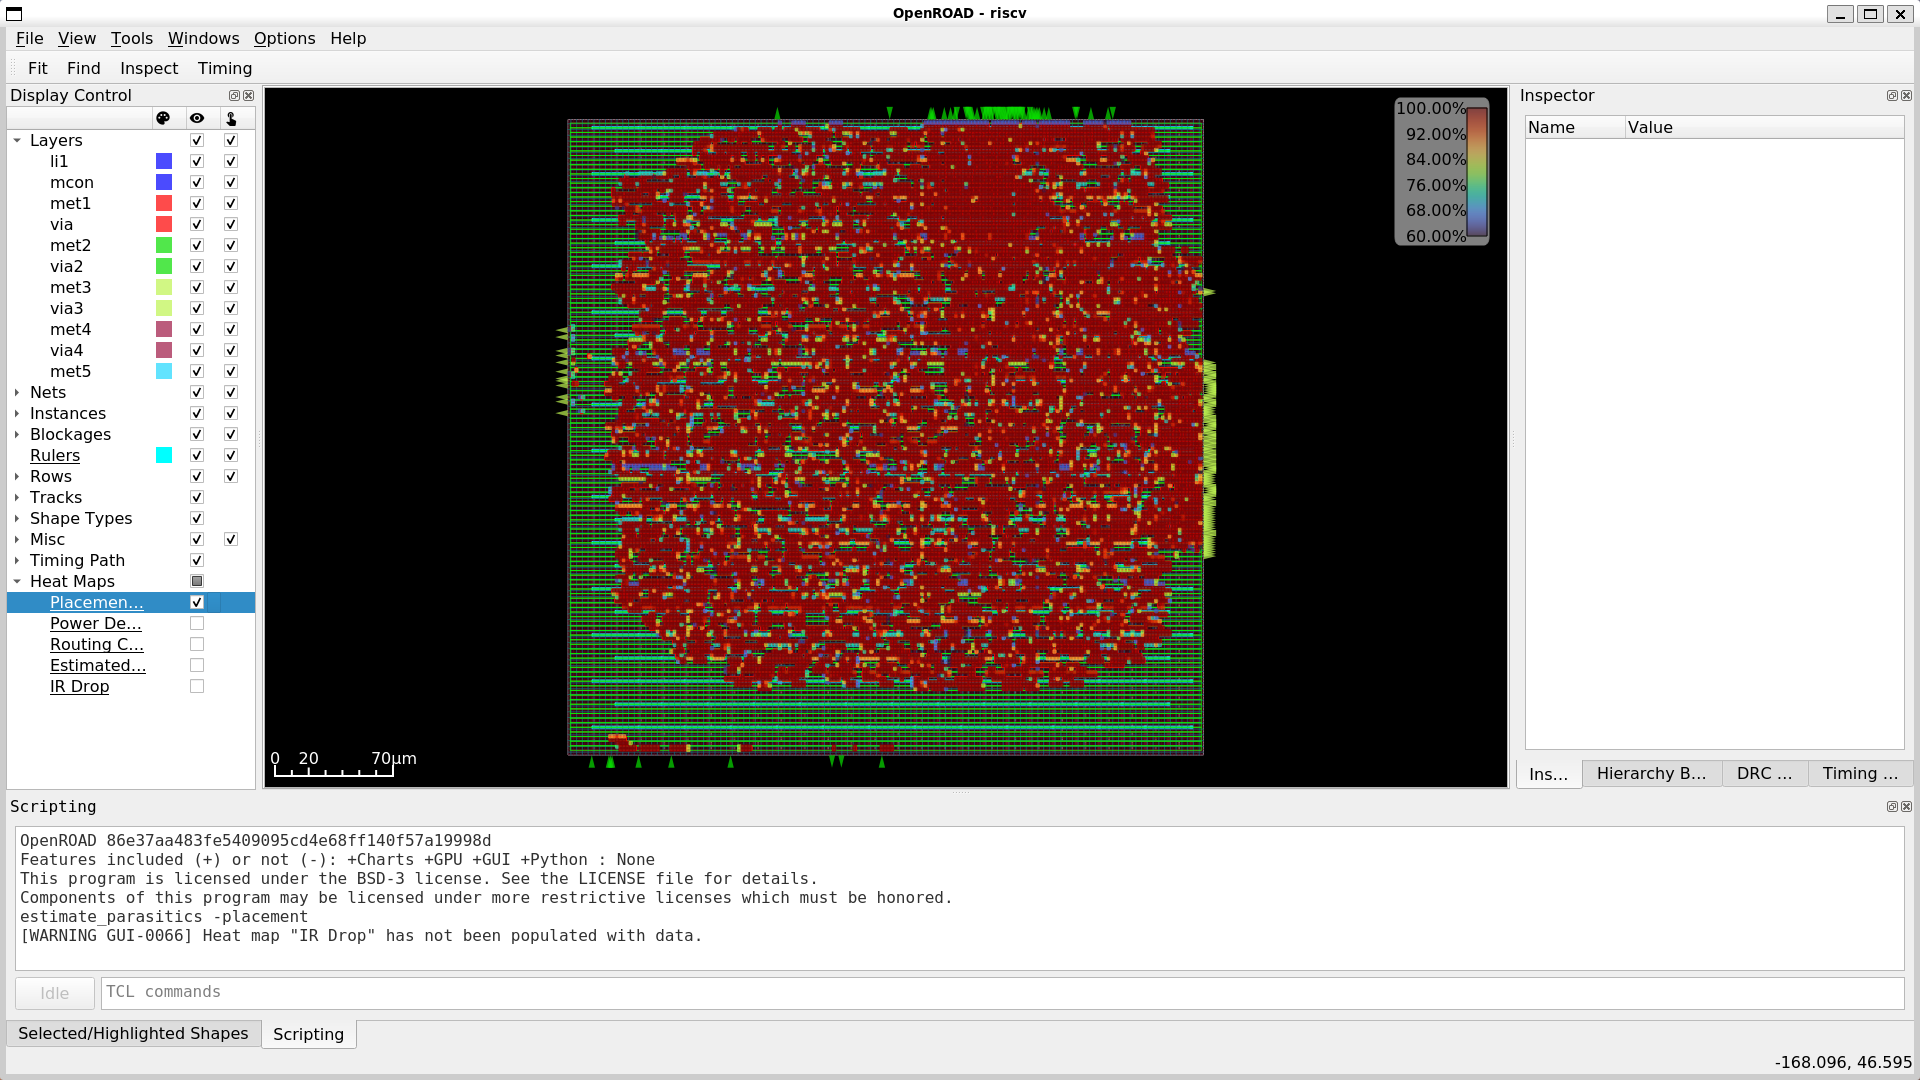 OpenROAD - riscv
File View Tools Windows Options Help
Fit Find Inspect Timing
Display Control
Layers
li1
mcon
met1
via
met2
via2
met3
via3
met4
via4
met5
Nets
Instances
Blockages
Rulers
Rows
Tracks
Shape Types
Misc
Timing Path
Heat Maps
Placemen...
Power De...
Routing C...
Estimated...
IR Drop
100.00%
92.00%
84.00%
76.00%
68.00%
60.00%
0 20 70μm
Inspector
Name Value
Ins... Hierarchy B... DRC ... Timing ...
Scripting
OpenROAD 86e37aa483fe5409095cd4e68ff140f57a19998d
Features included (+) or not (-): +Charts +GPU +GUI +Python : None
This program is licensed under the BSD-3 license. See the LICENSE file for details.
Components of this program may be licensed under more restrictive licenses which must be honored.
estimate_parasitics -placement
[WARNING GUI-0066] Heat map "IR Drop" has not been populated with data.
Idle TCL commands
Selected/Highlighted Shapes Scripting
-168.096, 46.595